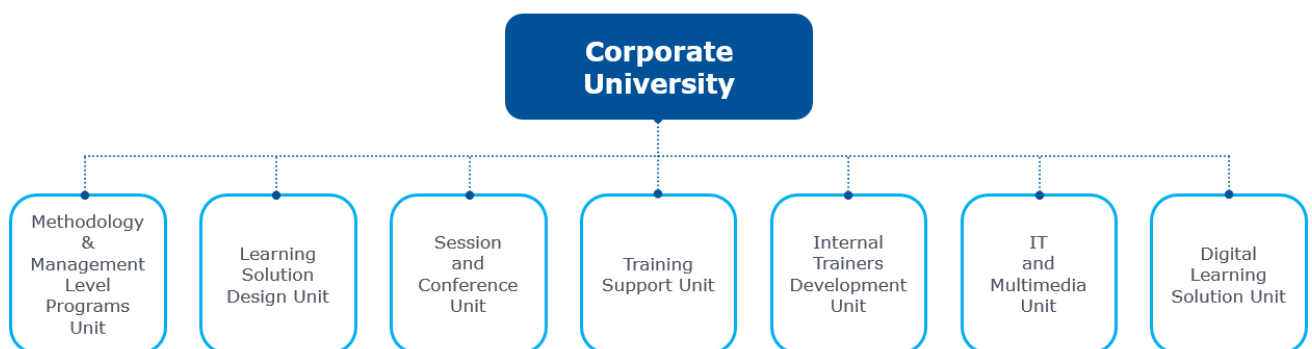 Corporate
University
Methodology
&
Management
Level
Programs
Unit
Learning
Solution
Design Unit
Session
and
Conference
Unit
Training
Support Unit
Internal
Trainers
Development
Unit
IT
and
Multimedia
Unit
Digital
Learning
Solution Unit